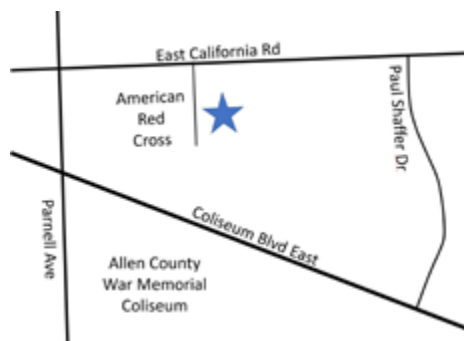 East California Rd
American
Red
Cross
Paul Shaffer Dr
Coliseum Blvd East
Parnell Ave
Allen County
War Memorial
Coliseum